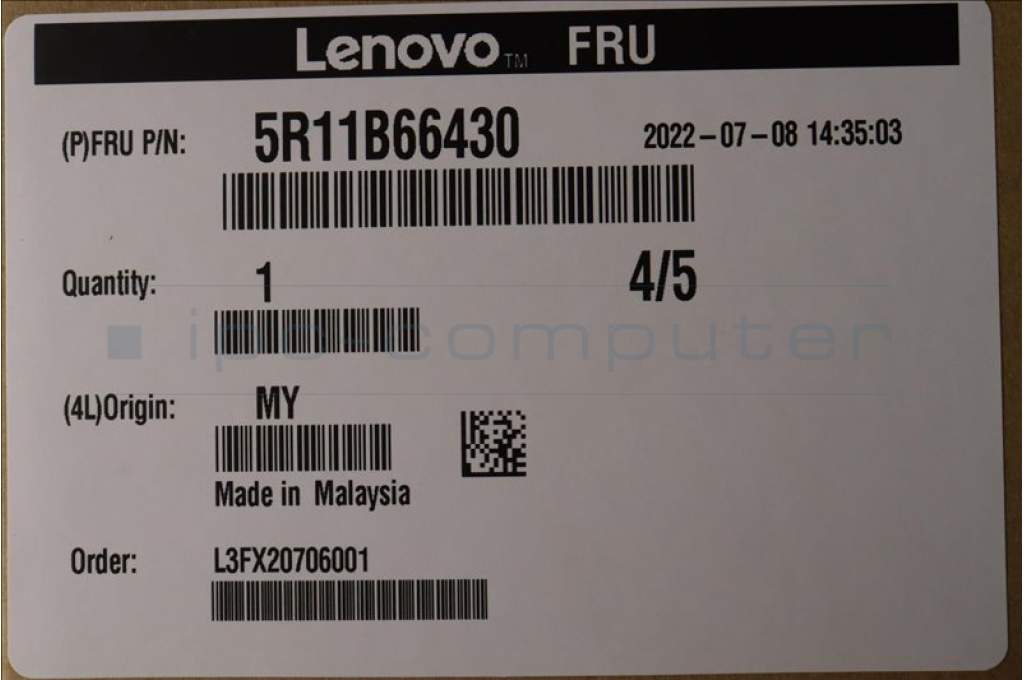 Lenovo™ FRU
(P)FRU P/N: 5R11B66430 2022-07-08 14:35:03
Quantity: 1 4/5
ipc-computer
(4L)Origin: MY
Made in Malaysia
Order: L3FX20706001